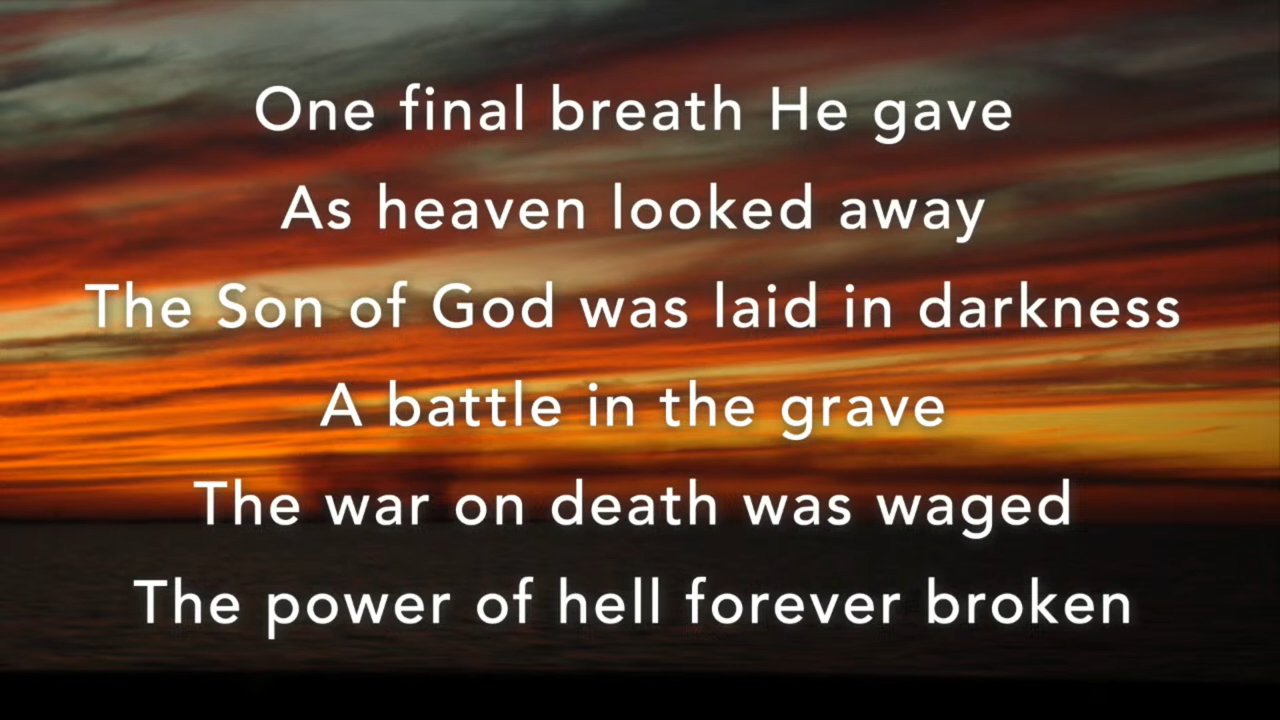 One final breath He gave
As heaven looked away
The Son of God was laid in darkness
A battle in the grave
The war on death was waged
The power of hell forever broken